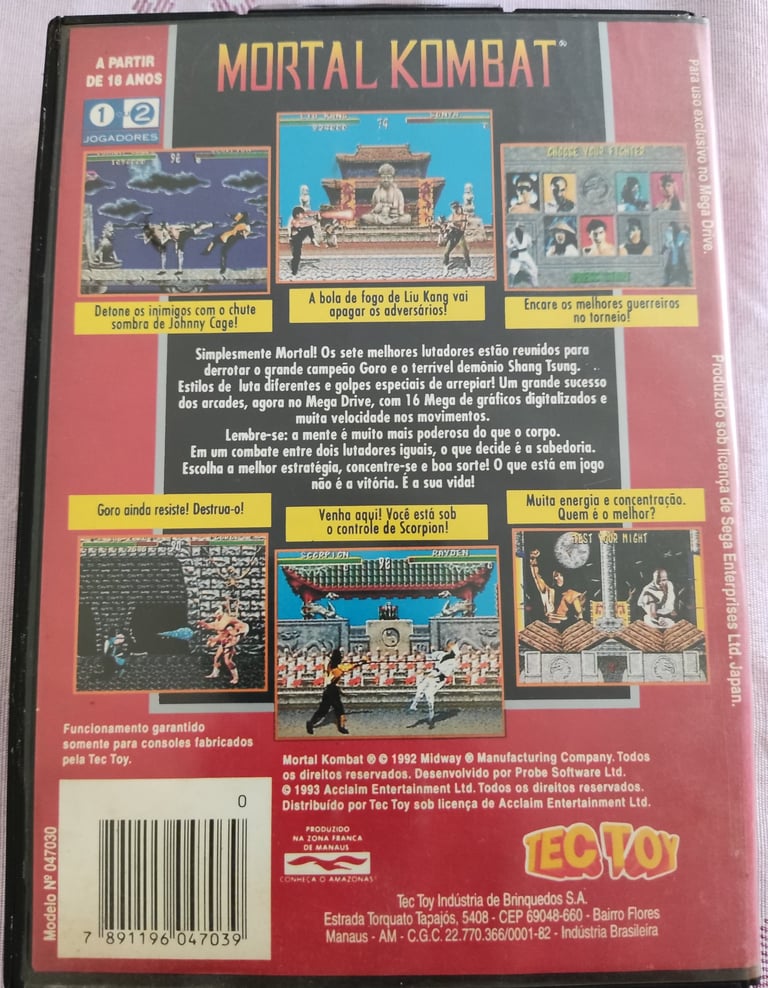 A PARTIR
DE 18 ANOS
MORTAL KOMBAT®
1 OU 2
JOGADORES
LIU KANG
SONYA
74
96
CHOOSE YOUR FIGHTER
Detone os inimigos com o chute
sombra de Johnny Cage!
A bola de fogo de Liu Kang vai
apagar os adversários!
Encare os melhores guerreiros
no torneio!
Simplesmente Mortal! Os sete melhores lutadores estão reunidos para
derrotar o grande campeão Goro e o terrível demônio Shang Tsung.
Estilos de luta diferentes e golpes especiais de arrepiar! Um grande sucesso
dos arcades, agora no Mega Drive, com 16 Mega de gráficos digitalizados e
muita velocidade nos movimentos.
Lembre-se: a mente é muito mais poderosa do que o corpo.
Em um combate entre dois lutadores iguais, o que decide é a sabedoria.
Escolha a melhor estratégia, concentre-se e boa sorte! O que está em jogo
não é a vitória. É a sua vida!
Goro ainda resiste! Destrua-o!
Venha aqui! Você está sob
o controle de Scorpion!
Muita energia e concentração.
Quem é o melhor?
SCORPION
98
RAYDEN
TEST YOUR MIGHT
Funcionamento garantido
somente para consoles fabricados
pela Tec Toy.
Mortal Kombat ® © 1992 Midway ® Manufacturing Company. Todos
os direitos reservados. Desenvolvido por Probe Software Ltd.
© 1993 Acclaim Entertainment Ltd. Todos os direitos reservados.
Distribuído por Tec Toy sob licença de Acclaim Entertainment Ltd.
0
7 891196 047039
Modelo Nº 047030
PRODUZIDO
NA ZONA FRANCA
DE MANAUS
CONHEÇA O AMAZONAS
TEC TOY
Tec Toy Indústria de Brinquedos S.A.
Estrada Torquato Tapajós, 5408 - CEP 69048-660 - Bairro Flores
Manaus - AM - C.G.C. 22.770.366/0001-82 - Indústria Brasileira
Para uso exclusivo no Mega Drive.
Produzido sob licença de Sega Enterprises Ltd. Japan.